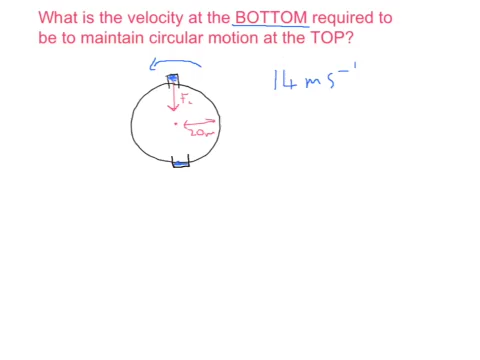 What is the velocity at the BOTTOM required to
be to maintain circular motion at the TOP?
14 ms⁻¹
20m